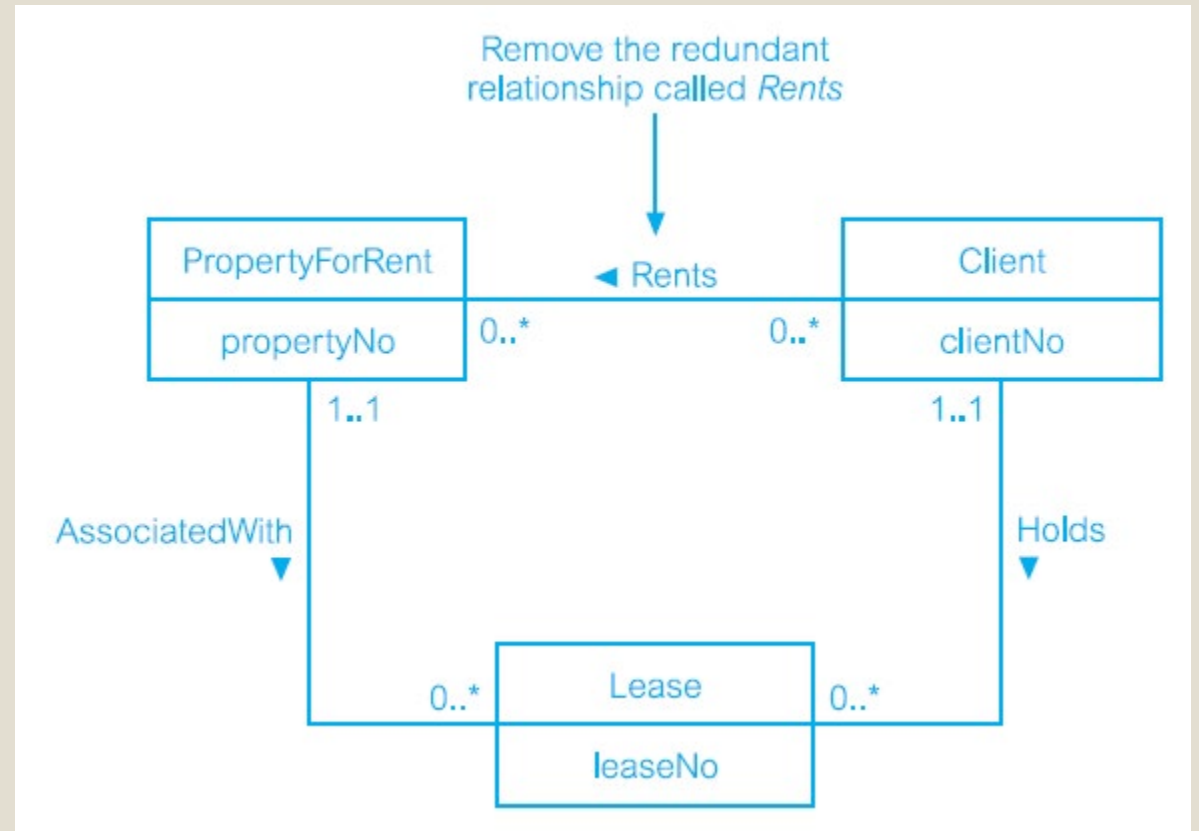 Remove the redundant
relationship called Rents
PropertyForRent
◄ Rents
Client
propertyNo
0..*
0..*
clientNo
1..1
1..1
AssociatedWith
▼
Holds
▼
0..*
Lease
0..*
leaseNo